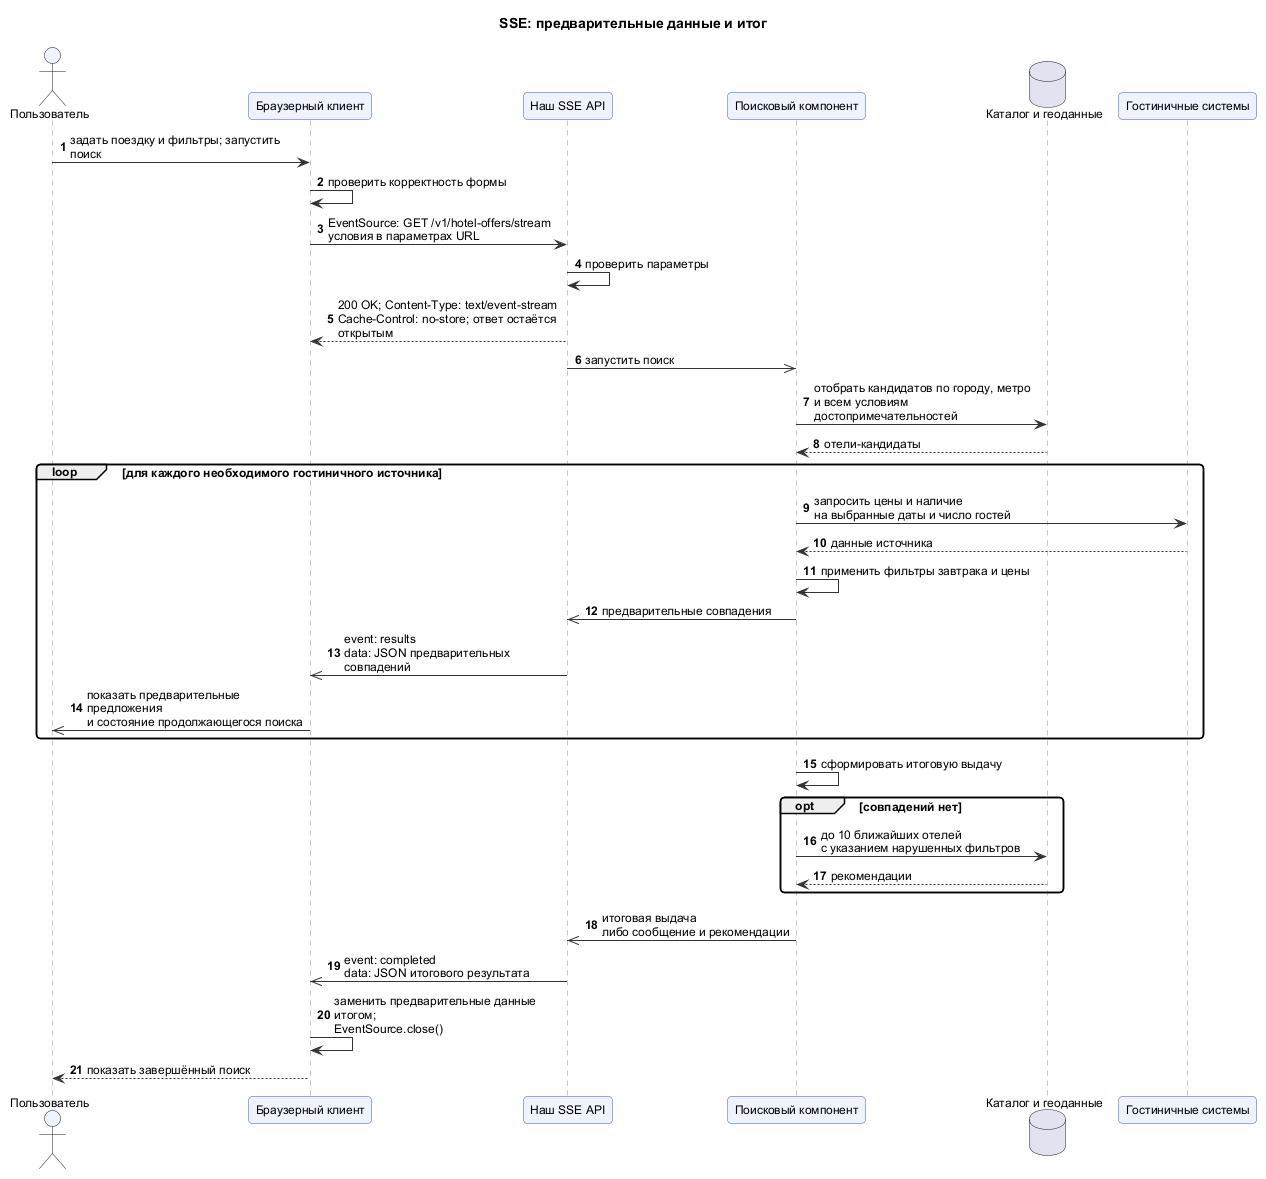 SSE: предварительные данные и итог
Пользователь
Браузерный клиент
Наш SSE API
Поисковый компонент
Каталог и геоданные
Гостиничные системы
1 задать поездку и фильтры; запустить
поиск
2 проверить корректность формы
3 EventSource: GET /v1/hotel-offers/stream
условия в параметрах URL
4 проверить параметры
5 200 OK; Content-Type: text/event-stream
Cache-Control: no-store; ответ остаётся
открытым
6 запустить поиск
7 отобрать кандидатов по городу, метро
и всем условиям
достопримечательностей
8 отели-кандидаты
loop [для каждого необходимого гостиничного источника]
9 запросить цены и наличие
на выбранные даты и число гостей
10 данные источника
11 применить фильтры завтрака и цены
12 предварительные совпадения
13 event: results
data: JSON предварительных
совпадений
14 показать предварительные
предложения
и состояние продолжающегося поиска
15 сформировать итоговую выдачу
opt [совпадений нет]
16 до 10 ближайших отелей
с указанием нарушенных фильтров
17 рекомендации
18 итоговая выдача
либо сообщение и рекомендации
19 event: completed
data: JSON итогового результата
20 заменить предварительные данные
итогом;
EventSource.close()
21 показать завершённый поиск
Пользователь
Браузерный клиент
Наш SSE API
Поисковый компонент
Каталог и геоданные
Гостиничные системы